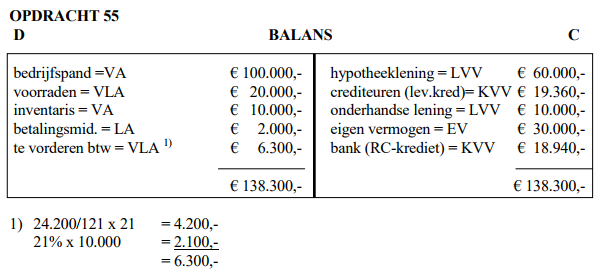 OPDRACHT 55
D BALANS C
bedrijfspand =VA € 100.000,- hypotheeklening = LVV € 60.000,-
voorraden = VLA € 20.000,- crediteuren (lev.kred)= KVV € 19.360,-
inventaris = VA € 10.000,- onderhandse lening = LVV € 10.000,-
betalingsmid. = LA € 2.000,- eigen vermogen = EV € 30.000,-
te vorderen btw = VLA 1) € 6.300,- bank (RC-krediet) = KVV € 18.940,-
€ 138.300,- € 138.300,-
1) 24.200/121 x 21 = 4.200,-
21% x 10.000 = 2.100,-
= 6.300,-